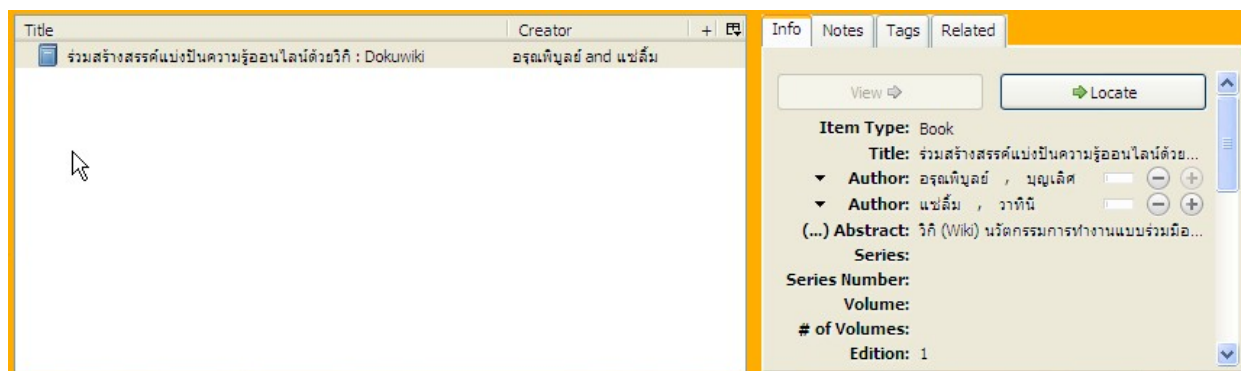 Title Creator +
ร่วมสร้างสรรค์แบ่งปันความรู้ออนไลน์ด้วยวิกิ : Dokuwiki อรุณพิบูลย์ and แซ่ลิ้ม
Info Notes Tags Related
View Locate
Item Type: Book
Title: ร่วมสร้างสรรค์แบ่งปันความรู้ออนไลน์ด้วย...
Author: อรุณพิบูลย์ , บุญเลิศ
Author: แซ่ลิ้ม , วาทินี
(...) Abstract: วิกิ (Wiki) นวัตกรรมการทำงานแบบร่วมมือ...
Series:
Series Number:
Volume:
# of Volumes:
Edition: 1